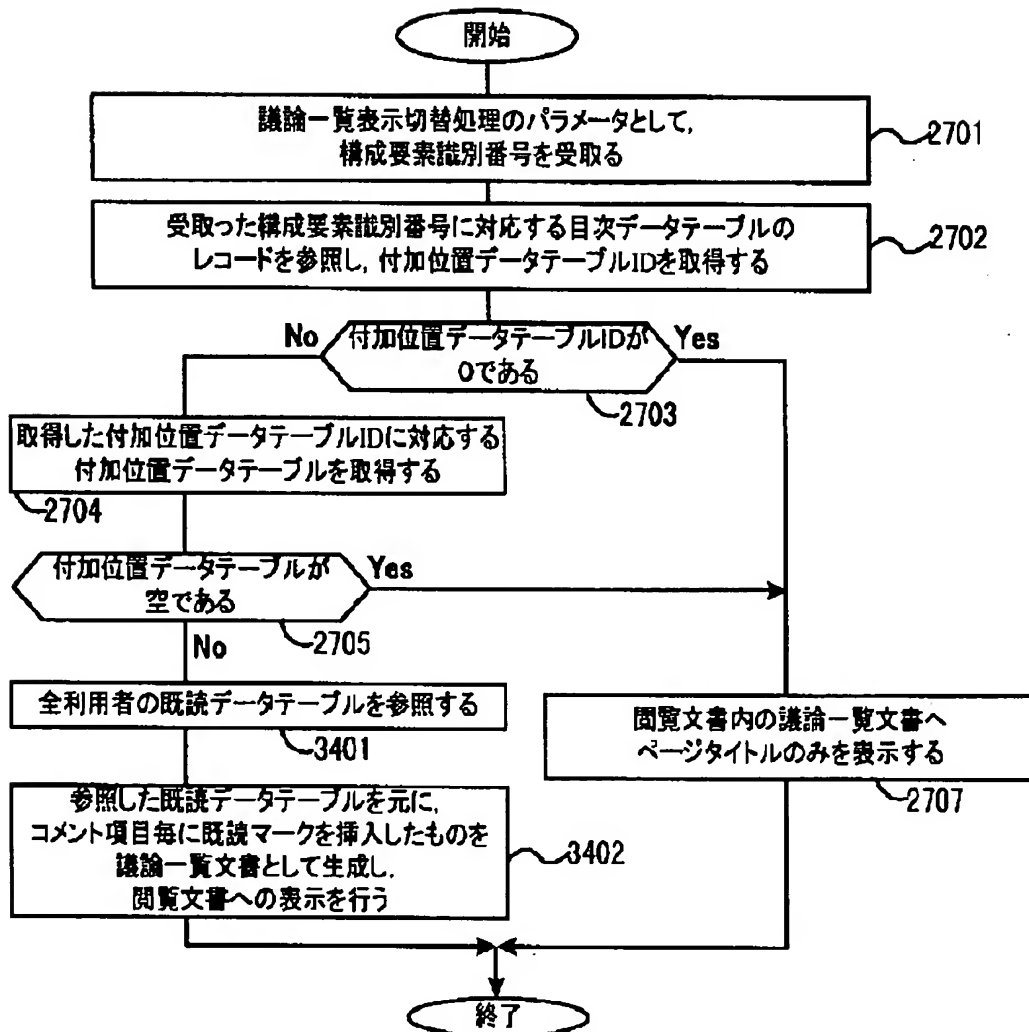 開始
議論一覧表示切替処理のパラメータとして,
構成要素識別番号を受取る
2701
受取った構成要素識別番号に対応する目次データテーブルの
レコードを参照し, 付加位置データテーブルIDを取得する
2702
No
付加位置データテーブルIDが
0である
Yes
2703
取得した付加位置データテーブルIDに対応する
付加位置データテーブルを取得する
2704
付加位置データテーブルが
空である
Yes
2705
No
全利用者の既読データテーブルを参照する
3401
閲覧文書内の議論一覧文書へ
ページタイトルのみを表示する
2707
参照した既読データテーブルを元に,
コメント項目毎に既読マークを挿入したものを
議論一覧文書として生成し,
閲覧文書への表示を行う
3402
終了